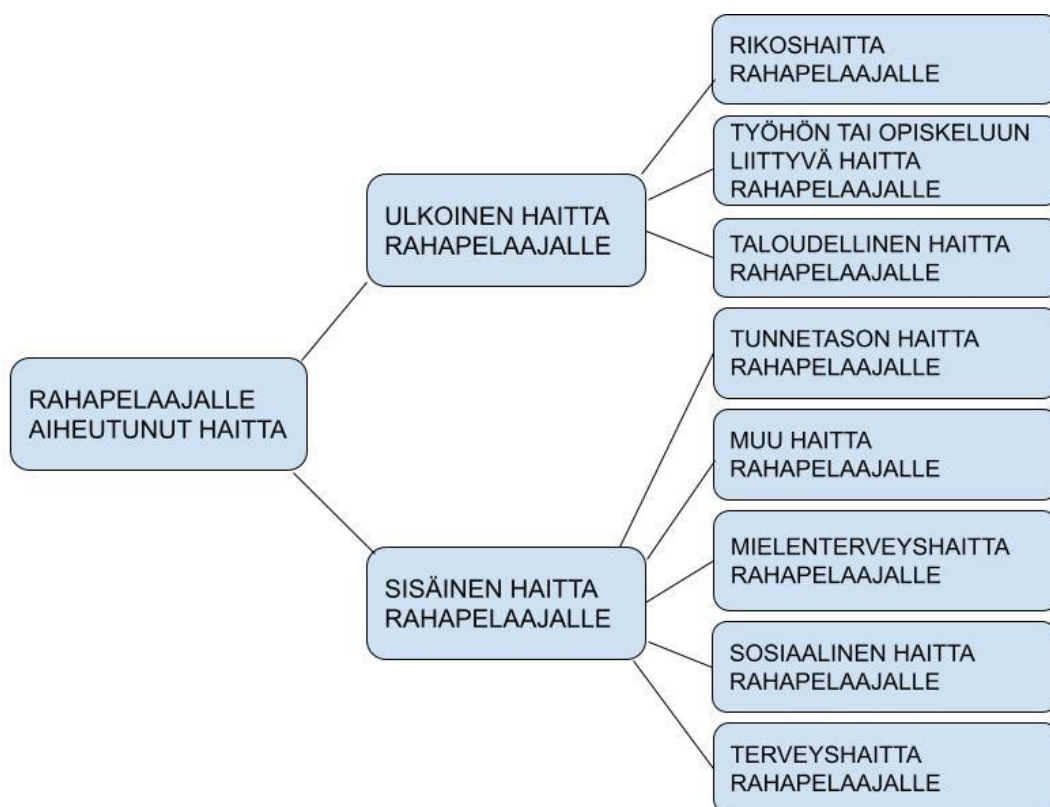 RIKOSHAITTA
RAHAPELAAJALLE
TYÖHÖN TAI OPISKELUUN
LIITTYVÄ HAITTA
RAHAPELAAJALLE
ULKOINEN HAITTA
RAHAPELAAJALLE
TALOUDELLINEN HAITTA
RAHAPELAAJALLE
TUNNETASON HAITTA
RAHAPELAAJALLE
RAHAPELAAJALLE
AIHEUTUNUT HAITTA
MUU HAITTA
RAHAPELAAJALLE
MIELENTERVEYSHAITTA
RAHAPELAAJALLE
SISÄINEN HAITTA
RAHAPELAAJALLE
SOSIAALINEN HAITTA
RAHAPELAAJALLE
TERVEYSHAITTA
RAHAPELAAJALLE